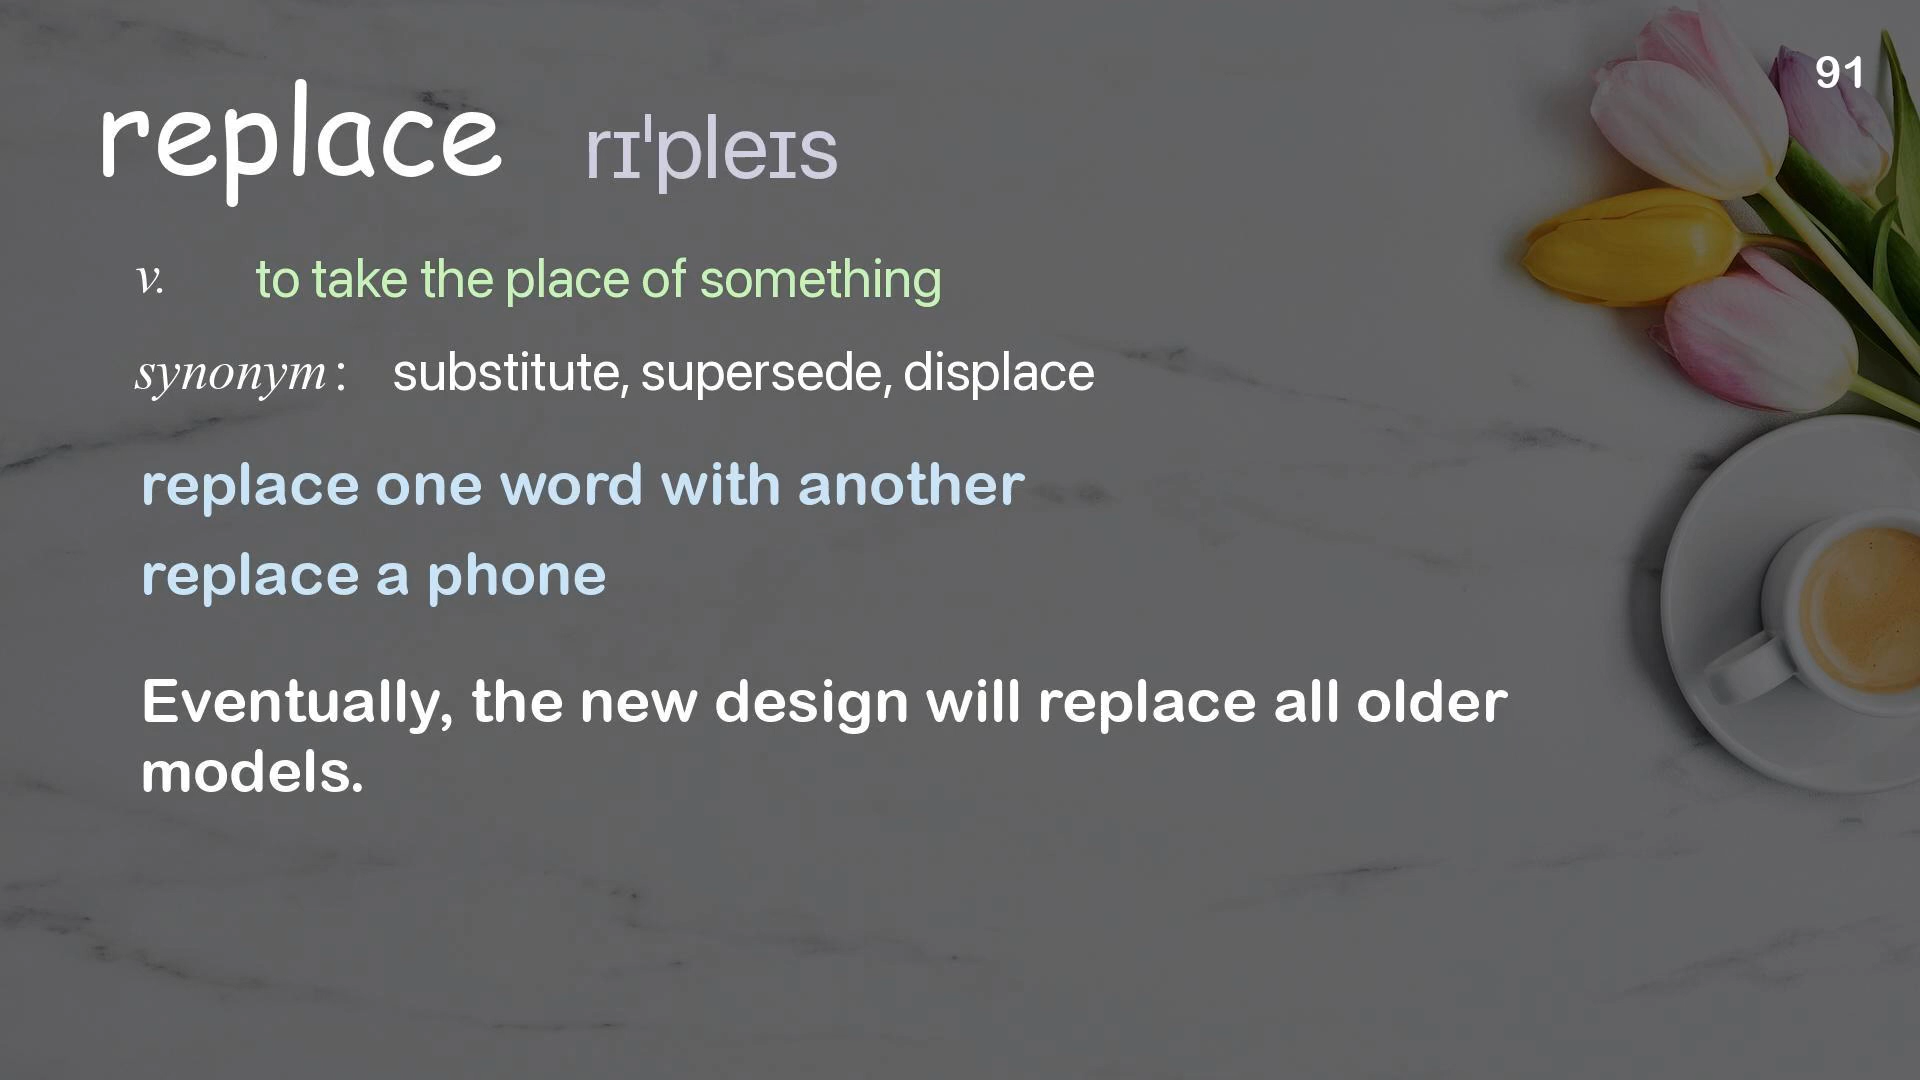 91
replace rɪˈpleɪs
v. to take the place of something
synonym: substitute, supersede, displace
replace one word with another
replace a phone
Eventually, the new design will replace all older
models.